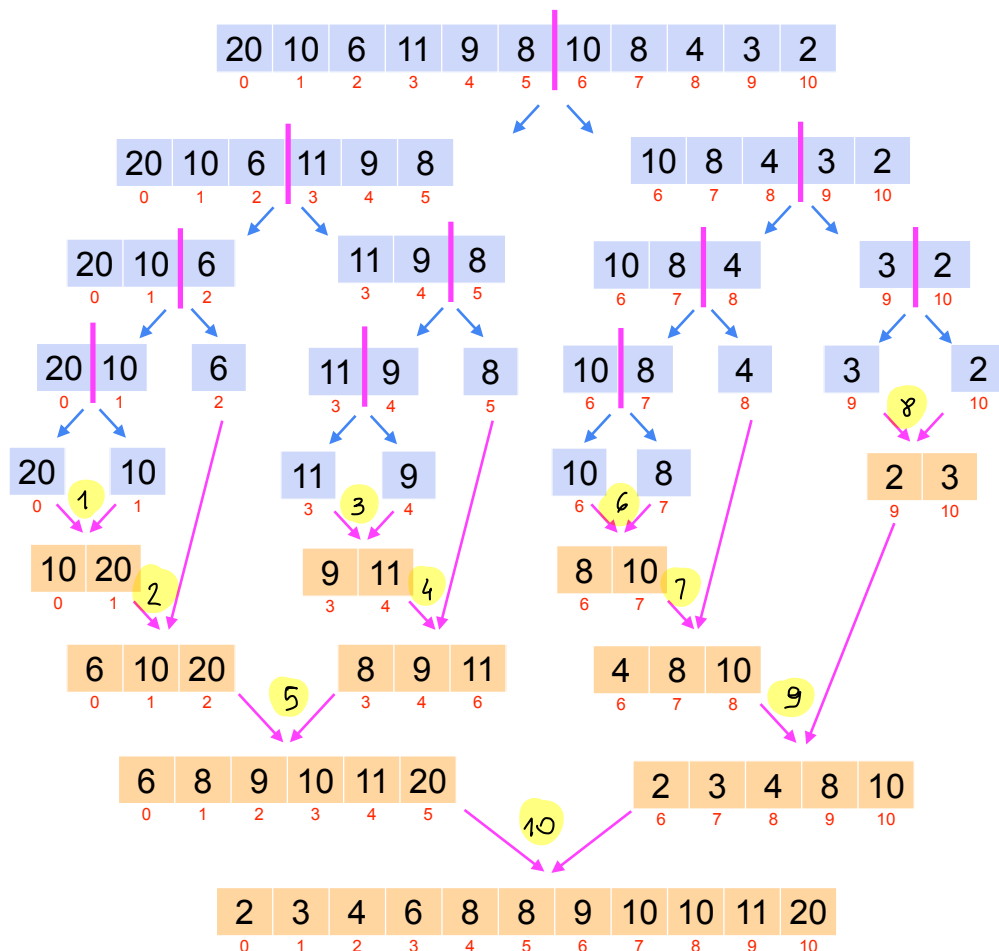 20 10 6 11 9 8 10 8 4 3 2
0 1 2 3 4 5 6 7 8 9 10
20 10 6 11 9 8 10 8 4 3 2
0 1 2 3 4 5 6 7 8 9 10
20 10 6 11 9 8 10 8 4 3 2
0 1 2 3 4 5 6 7 8 9 10
20 10 6 11 9 8 10 8 4 3 2
0 1 2 3 4 5 6 7 8 9 10
8
20 10 11 9 10 8 2 3
0 1 3 4 6 7 9 10
1 3 6
10 20 9 11 8 10
0 1 3 4 6 7
2 4 7
6 10 20 8 9 11 4 8 10
0 1 2 3 4 6 6 7 8
5 9
6 8 9 10 11 20 2 3 4 8 10
0 1 2 3 4 5 6 7 8 9 10
10
2 3 4 6 8 8 9 10 10 11 20
0 1 2 3 4 5 6 7 8 9 10